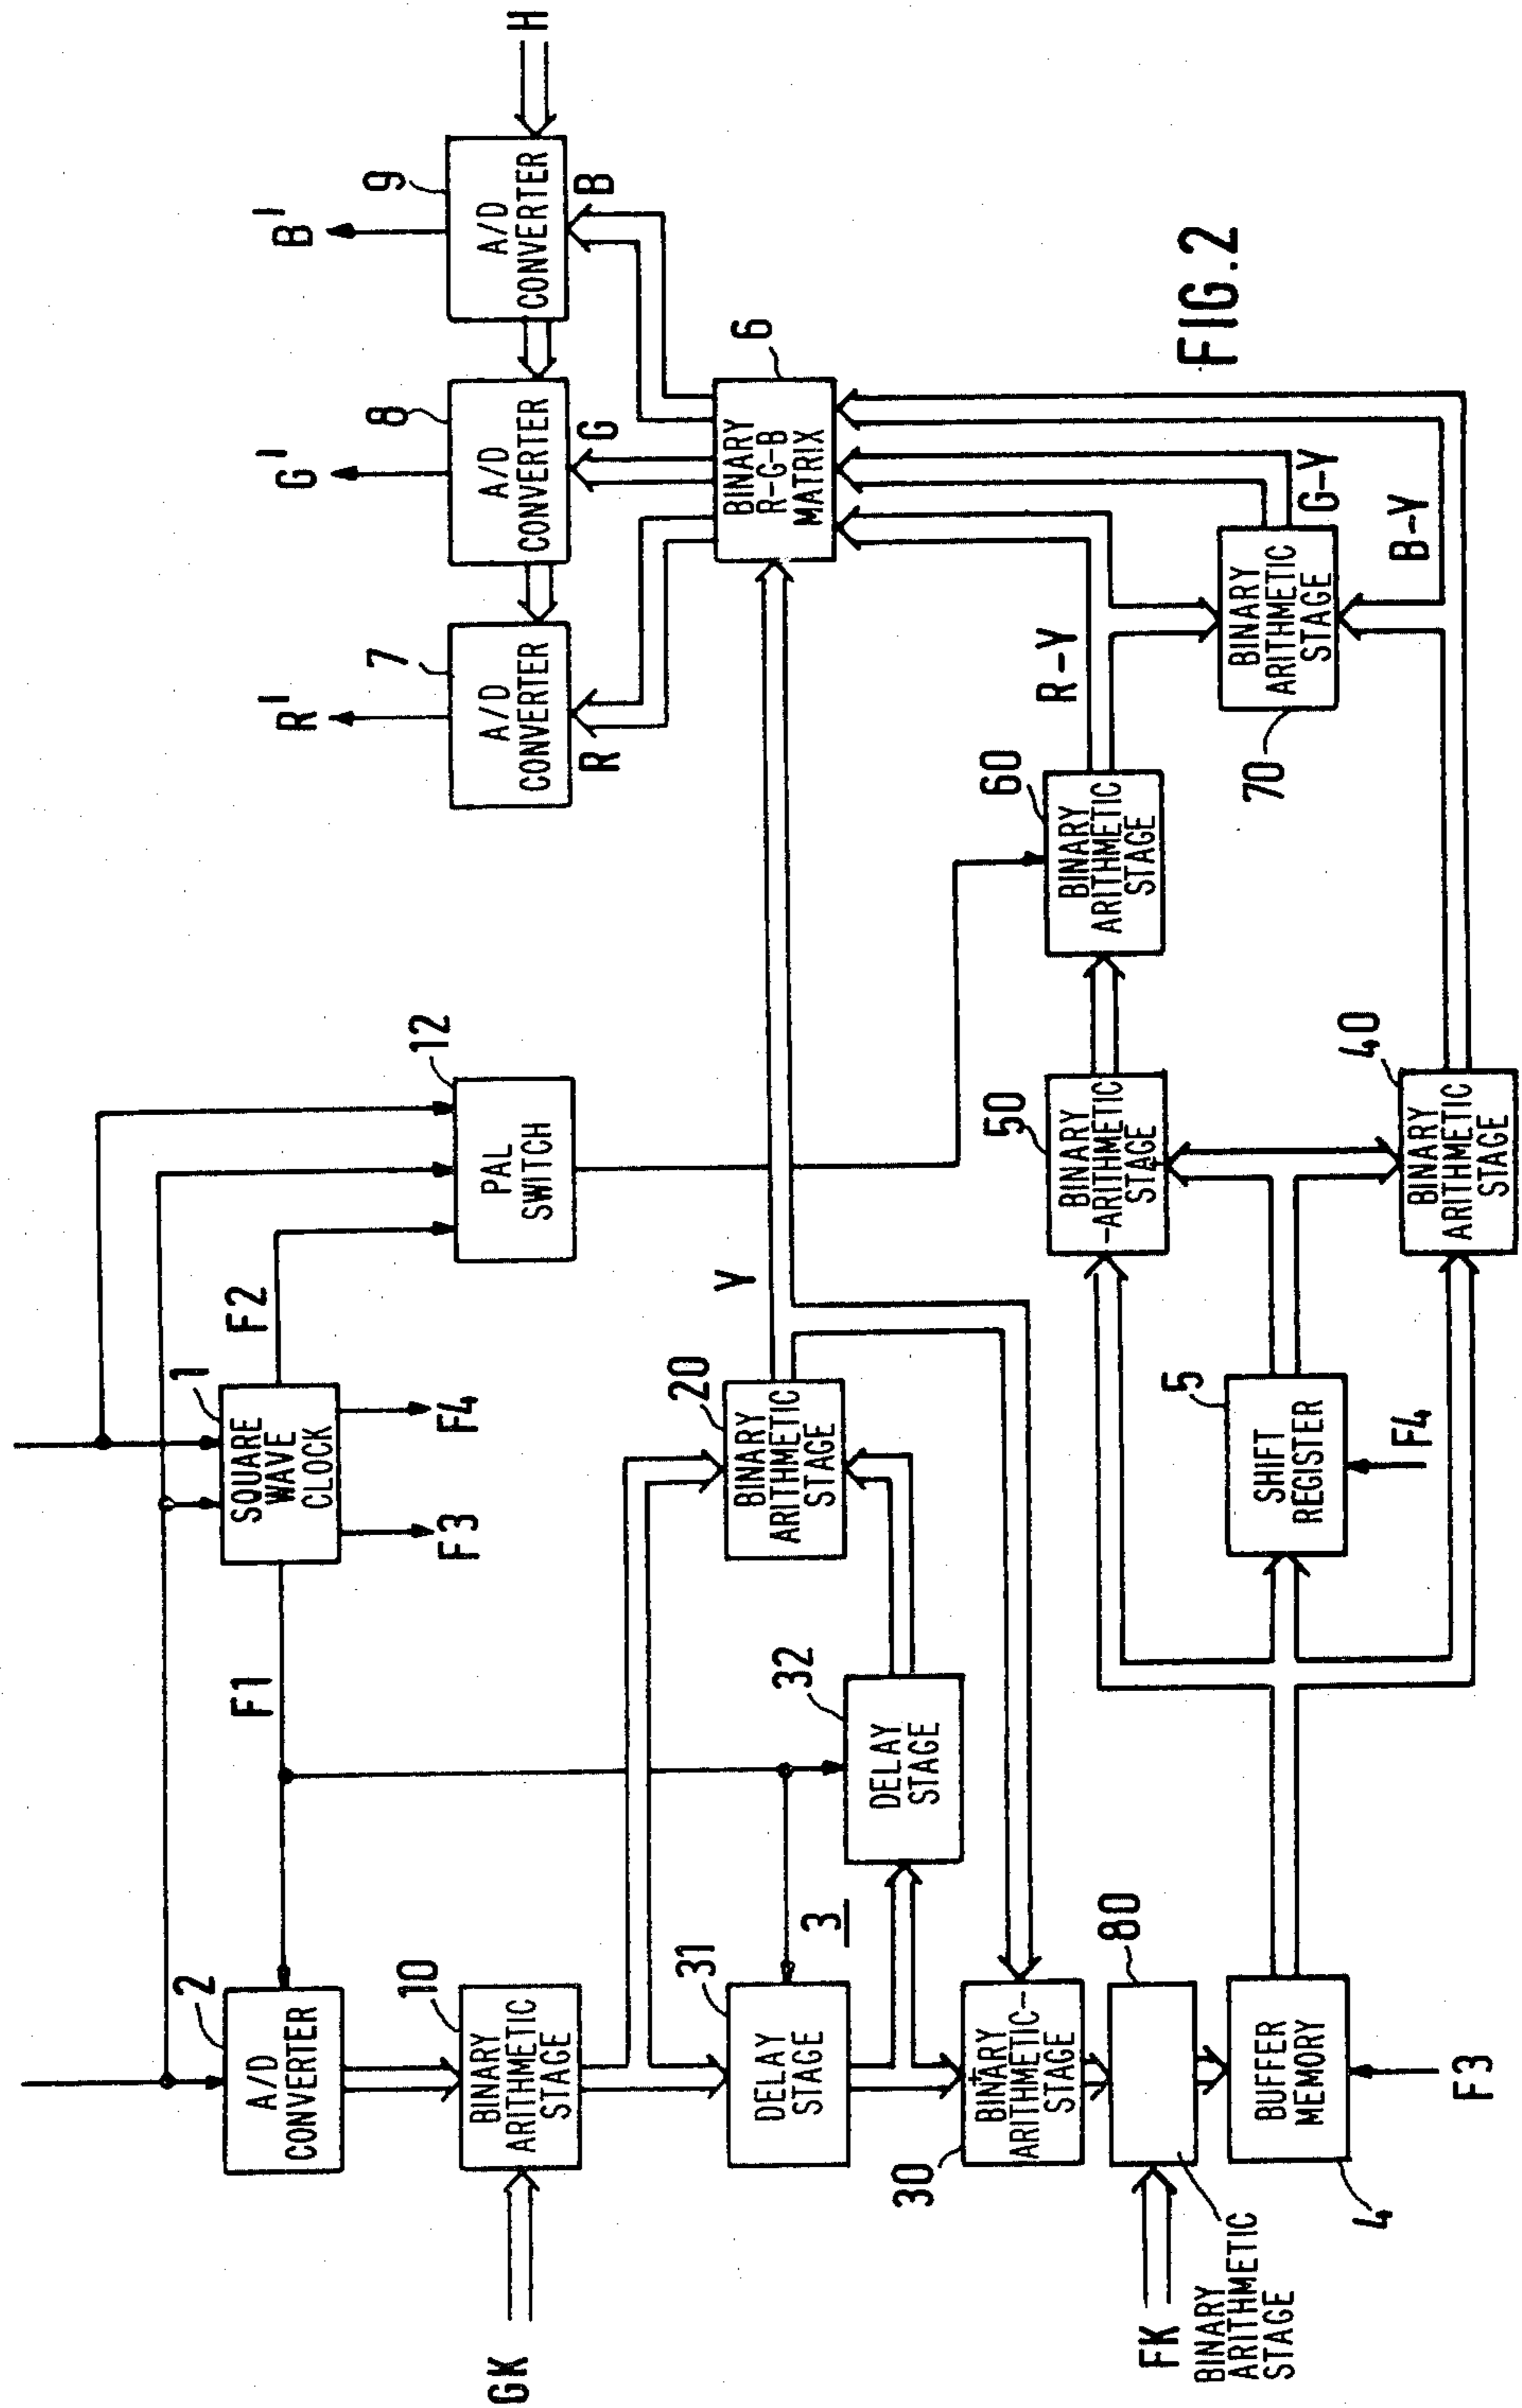 H
B'
9
A/D
CONVERTER
B
G'
8
A/D
CONVERTER
G
R'
7
A/D
CONVERTER
R
6
BINARY
R-G-B
MATRIX
FIG.2
12
PAL
SWITCH
F2
1
SQUARE
WAVE
CLOCK
F4
F3
F1
Y
20
BINARY
ARITHMETIC
STAGE
60
BINARY
ARITHMETIC
STAGE
R-Y
70
BINARY
ARITHMETIC
STAGE
G-Y
B-Y
50
BINARY
ARITHMETIC
STAGE
40
BINARY
ARITHMETIC
STAGE
5
SHIFT
REGISTER
F4
32
DELAY
STAGE
3
2
A/D
CONVERTER
10
BINARY
ARITHMETIC
STAGE
GK
31
DELAY
STAGE
30
BINARY
ARITHMETIC
STAGE
80
FK
BINARY
ARITHMETIC
STAGE
BUFFER
MEMORY
4
F3